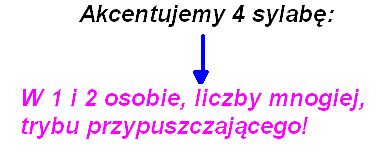 Akcentujemy 4 sylabę:
W 1 i 2 osobie, liczby mnogiej,
trybu przypuszczającego!